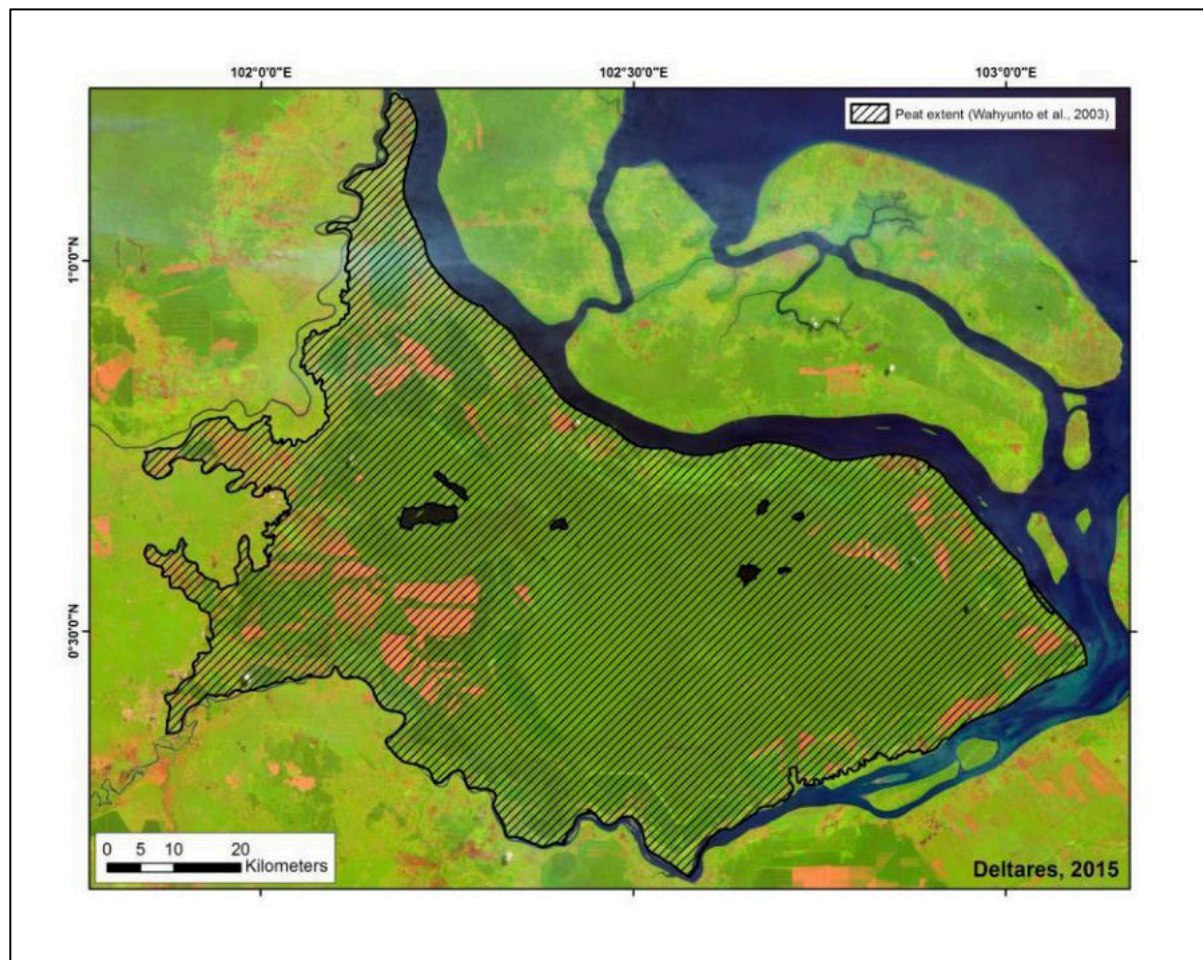 102°0'0"E
102°30'0"E
103°0'0"E
Peat extent (Wahyunto et al., 2003)
1°0'0"N
0°30'0"N
0 5 10 20
Kilometers
Deltares, 2015